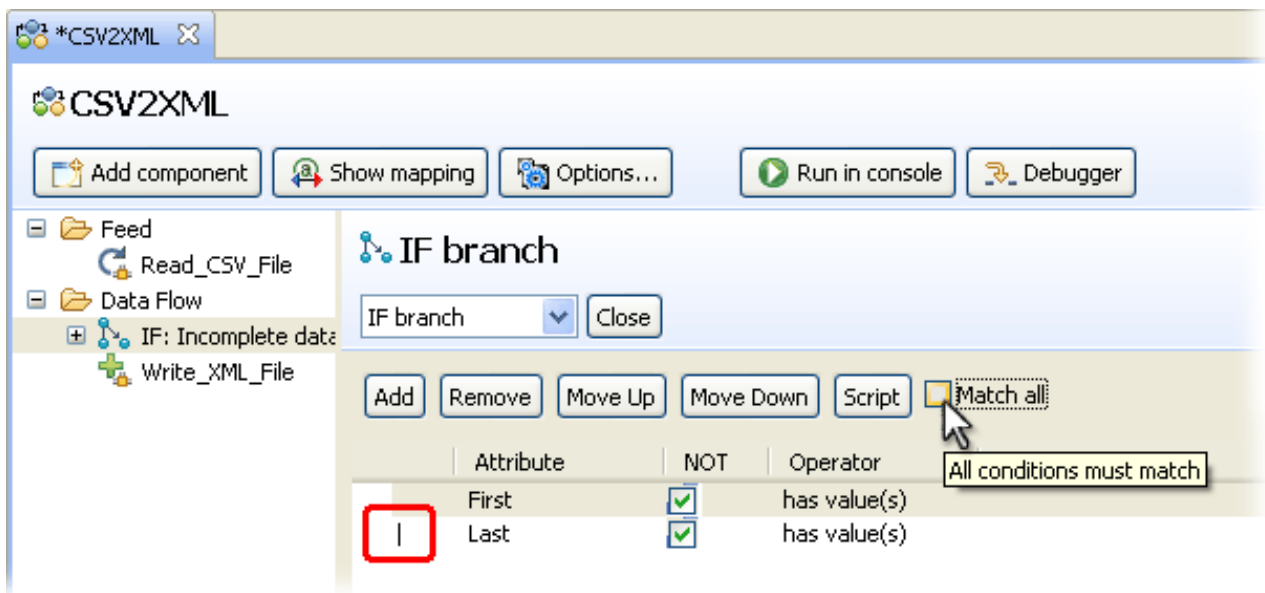 *CSV2XML
CSV2XML
Add component Show mapping Options... Run in console Debugger
Feed
Read_CSV_File
Data Flow
IF: Incomplete data
Write_XML_File
IF branch
IF branch Close
Add Remove Move Up Move Down Script Match all
All conditions must match
Attribute NOT Operator
First has value(s)
| Last has value(s)